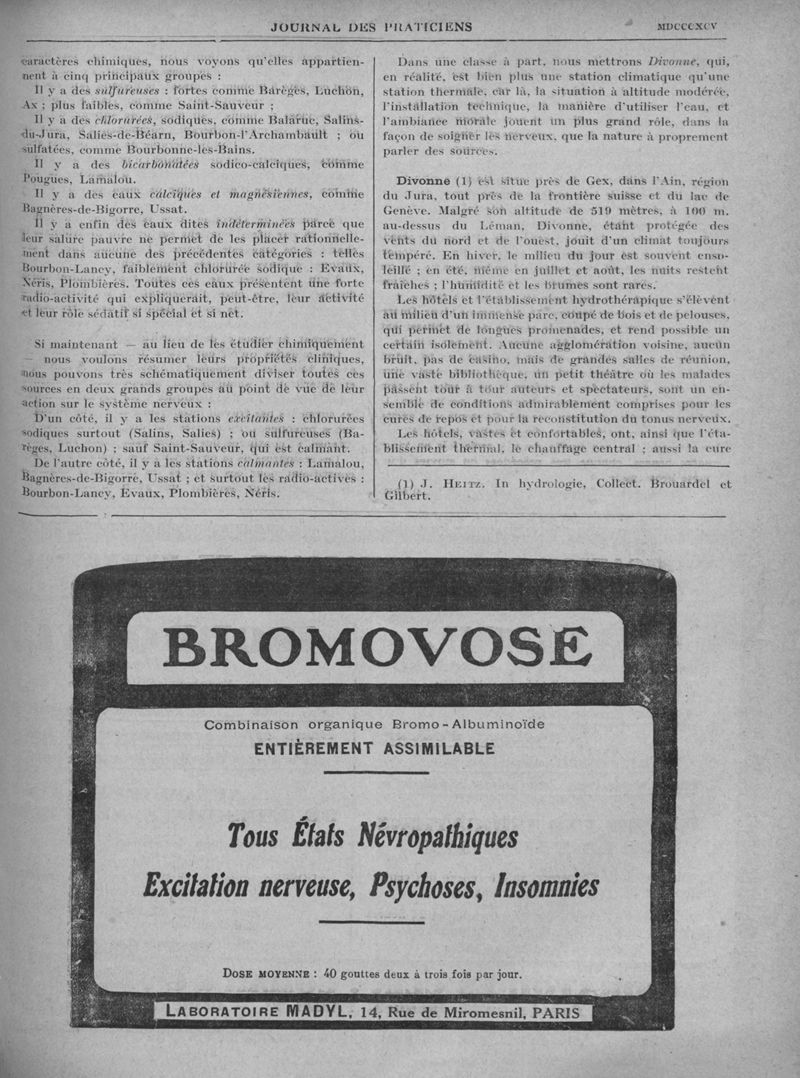 JOURNAL DES PRATICIENS
MDCCCXCV
caractères chimiques, nous voyons qu'elles appartien-
nent à cinq principaux groupes :
Il y a des sulfureuses : fortes comme Barèges, Luchon,
Ax ; plus faibles, comme Saint-Sauveur ;
Il y a des chlorurées, sodiques, comme Balaruc, Salins-
du-Jura, Salies-de-Béarn, Bourbon-l'Archambault ; ou
sulfatées, comme Bourbonne-les-Bains.
Il y a des bicarbonatées sodico-calciques, comme
Pougues, Lamalou.
Il y a des eaux calciques et magnésiennes, comme
Bagnères-de-Bigorre, Ussat.
Il y a enfin des eaux dites indéterminées parce que
leur salure pauvre ne permet de les placer rationnelle-
ment dans aucune des précédentes catégories : telles
Bourbon-Lancy, faiblement chlorurée sodique : Evaux,
Néris, Plombières. Toutes ces eaux présentent une forte
radio-activité qui expliquerait, peut-être, leur activité
et leur rôle sédatif si spécial et si net.
Si maintenant — au lieu de les étudier chimiquement
— nous voulons résumer leurs propriétés cliniques,
nous pouvons très schématiquement diviser toutes ces
sources en deux grands groupes au point de vue de leur
action sur le système nerveux :
D'un côté, il y a les stations excitantes : chlorurées
sodiques surtout (Salins, Salies) ; ou sulfureuses (Ba-
règes, Luchon) ; sauf Saint-Sauveur, qui est calmant.
De l'autre côté, il y a les stations calmantes : Lamalou,
Bagnères-de-Bigorre, Ussat ; et surtout les radio-actives :
Bourbon-Lancy, Evaux, Plombières, Néris.
Dans une classe à part, nous mettrons Divonne, qui,
en réalité, est bien plus une station climatique qu'une
station thermale, car là, la situation à altitude modérée,
l'installation technique, la manière d'utiliser l'eau, et
l'ambiance morale jouent un plus grand rôle, dans la
façon de soigner les nerveux, que la nature à proprement
parler des sources.
Divonne (1) est situe près de Gex, dans l'Ain, région
du Jura, tout près de la frontière suisse et du lac de
Genève. Malgré son altitude de 519 mètres, à 100 m.
au-dessus du Léman, Divonne, étant protégée des
vents du nord et de l'ouest, jouit d'un climat toujours
tempéré. En hiver, le milieu du jour est souvent enso-
leillé ; en été, même en juillet et août, les nuits restent
fraîches ; l'humidité et les brumes sont rares.
Les hôtels et l'établissement hydrothérapique s'élèvent
au milieu d'un immense parc, coupé de bois et de pelouses,
qui permet de longues promenades, et rend possible un
certain isolement. Aucune agglomération voisine, aucun
bruit, pas de casino, mais de grandes salles de réunion,
une vaste bibliothèque, un petit théâtre où les malades
passent tour à tour auteurs et spectateurs, sont un en-
semble de conditions admirablement comprises pour les
cures de repos et pour la reconstitution du tonus nerveux.
Les hôtels, vastes et confortables, ont, ainsi que l'éta-
blissement thermal, le chauffage central ; aussi la cure
(1) J. HEITZ. In hydrologie, Collect. Brouardel et
Gilbert.
BROMOVOSE
Combinaison organique Bromo-Albuminoïde
ENTIÈREMENT ASSIMILABLE
Tous États Névropathiques
Excitation nerveuse, Psychoses, Insomnies
DOSE MOYENNE : 40 gouttes deux à trois fois par jour.
LABORATOIRE MADYL, 14, Rue de Miromesnil, PARIS